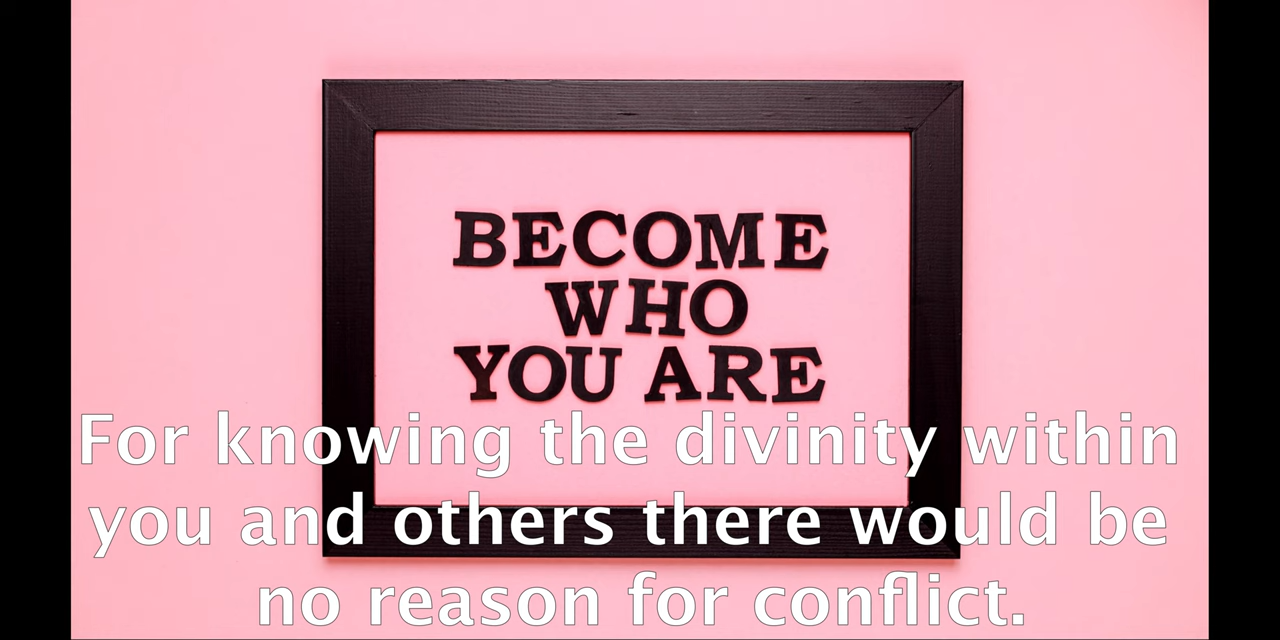 BECOME
WHO
YOU ARE
For knowing the divinity within
you and others there would be
no reason for conflict.